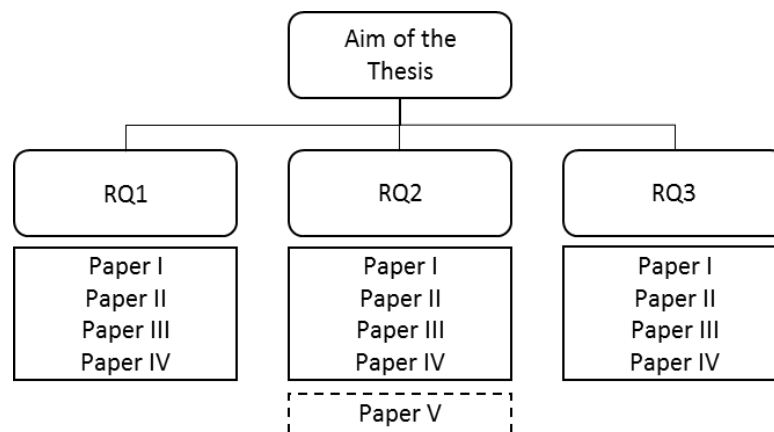 Aim of the
Thesis
RQ1
RQ2
RQ3
Paper I
Paper II
Paper III
Paper IV
Paper I
Paper II
Paper III
Paper IV
Paper I
Paper II
Paper III
Paper IV
Paper V